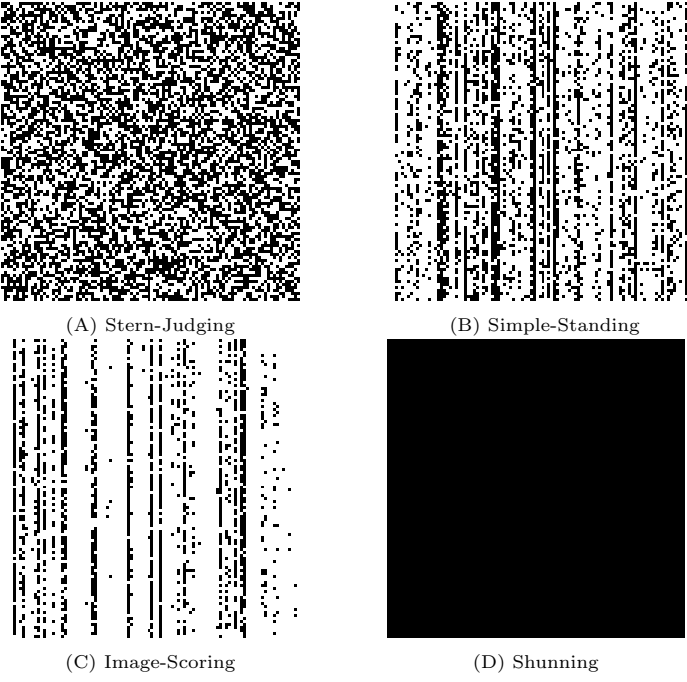 (A) Stern-Judging
(B) Simple-Standing
(C) Image-Scoring
(D) Shunning